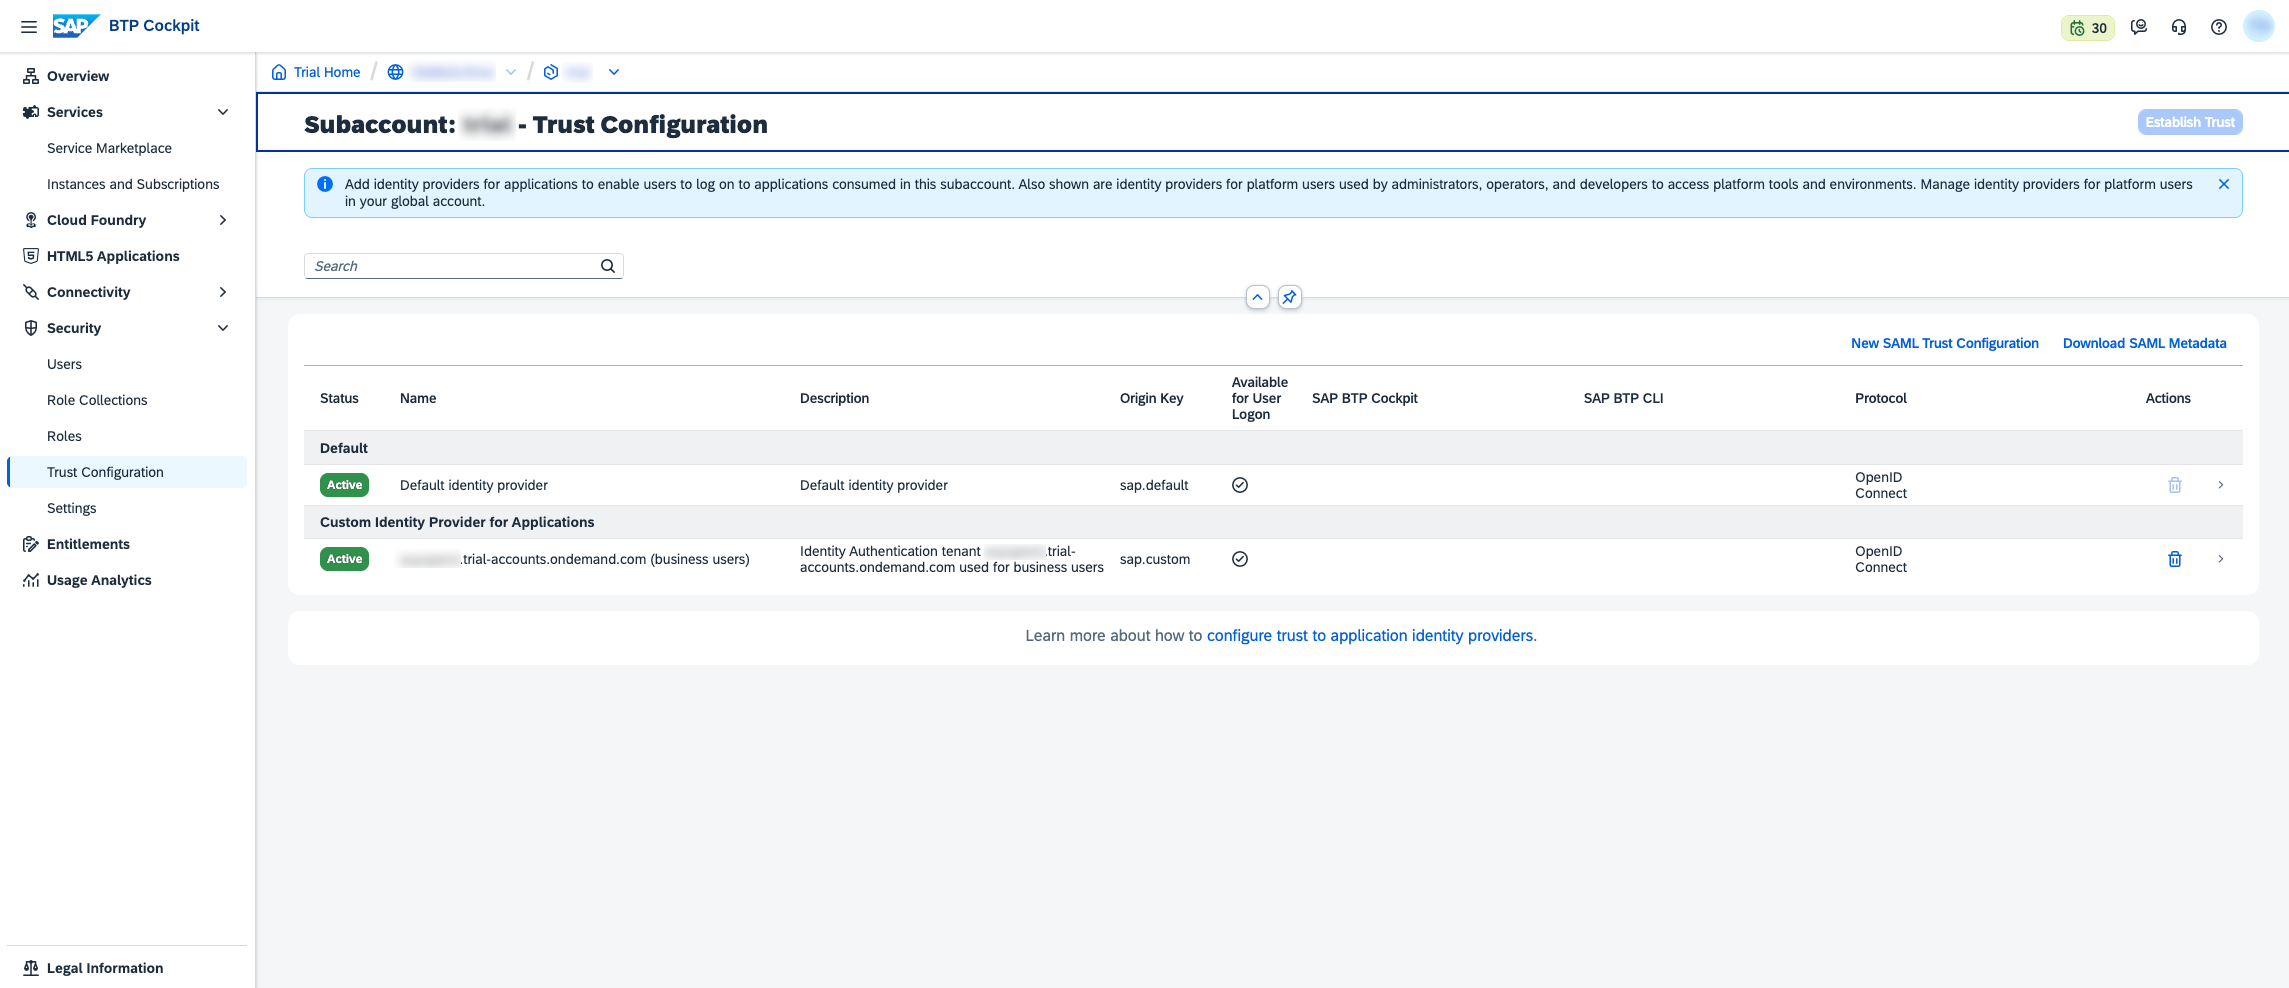 SAP BTP Cockpit
30
Overview
Services
Service Marketplace
Instances and Subscriptions
Cloud Foundry
HTML5 Applications
Connectivity
Security
Users
Role Collections
Roles
Trust Configuration
Settings
Entitlements
Usage Analytics
Legal Information
Trial Home / /
Subaccount: - Trust Configuration
Establish Trust
Add identity providers for applications to enable users to log on to applications consumed in this subaccount. Also shown are identity providers for platform users used by administrators, operators, and developers to access platform tools and environments. Manage identity providers for platform users
in your global account.
Search
New SAML Trust Configuration Download SAML Metadata
Status Name Description Origin Key Available for User Logon SAP BTP Cockpit SAP BTP CLI Protocol Actions
Default
Active Default identity provider Default identity provider sap.default OpenID Connect
Custom Identity Provider for Applications
Active .trial-accounts.ondemand.com (business users) Identity Authentication tenant .trial-accounts.ondemand.com used for business users sap.custom OpenID Connect
Learn more about how to configure trust to application identity providers.